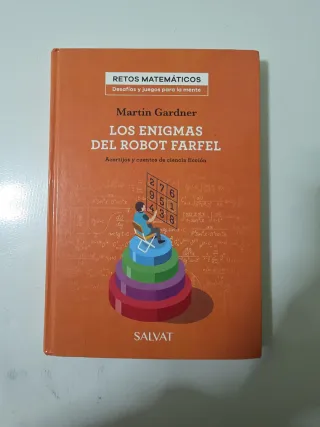 RETOS MATEMÁTICOS
Desafíos y juegos para la mente
Martin Gardner
LOS ENIGMAS
DEL ROBOT FARFEL
Acertijos y cuentos de ciencia ficción
SALVAT